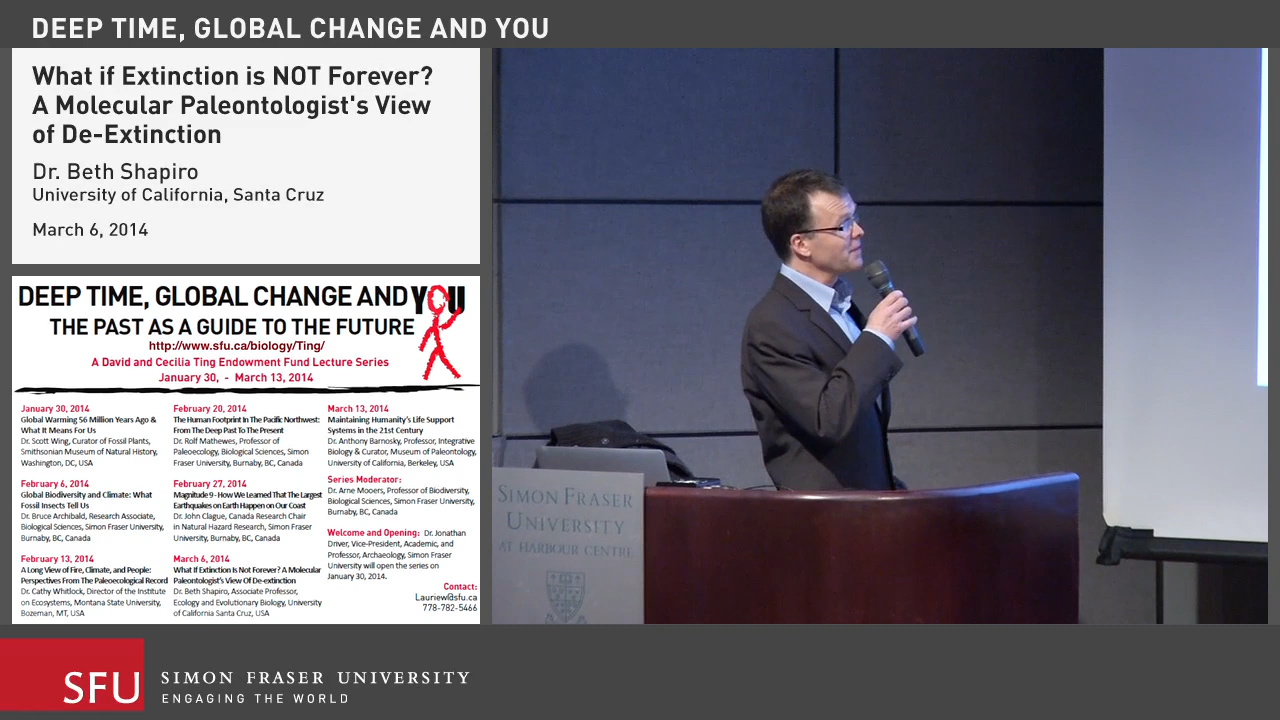 DEEP TIME, GLOBAL CHANGE AND YOU
What if Extinction is NOT Forever?
A Molecular Paleontologist's View
of De-Extinction
Dr. Beth Shapiro
University of California, Santa Cruz
March 6, 2014
DEEP TIME, GLOBAL CHANGE AND YOU
THE PAST AS A GUIDE TO THE FUTURE
http://www.sfu.ca/biology/Ting/
A David and Cecilia Ting Endowment Fund Lecture Series
January 30, - March 13, 2014
January 30, 2014
Global Warming 56 Million Years Ago &
What It Means For Us
Dr. Scott Wing, Curator of Fossil Plants,
Smithsonian Museum of Natural History,
Washington, DC, USA
February 6, 2014
Global Biodiversity and Climate: What
Fossil Insects Tell Us
Dr. Bruce Archibald, Research Associate,
Biological Sciences, Simon Fraser University,
Burnaby, BC, Canada
February 13, 2014
A Long View of Fire, Climate, and People:
Perspectives From The Paleoecological Record
Dr. Cathy Whitlock, Director of the Institute
on Ecosystems, Montana State University,
Bozeman, MT, USA
February 20, 2014
The Human Footprint In The Pacific Northwest:
From The Deep Past To The Present
Dr. Rolf Mathewes, Professor of
Paleoecology, Biological Sciences, Simon
Fraser University, Burnaby, BC, Canada
February 27, 2014
Magnitude 9 - How We Learned That The Largest
Earthquakes on Earth Happen on Our Coast
Dr. John Clague, Canada Research Chair
in Natural Hazard Research, Simon Fraser
University, Burnaby, BC, Canada
March 6, 2014
What If Extinction Is Not Forever? A Molecular
Paleontologist's View Of De-extinction
Dr. Beth Shapiro, Associate Professor,
Ecology and Evolutionary Biology, University
of California Santa Cruz, USA
March 13, 2014
Maintaining Humanity's Life Support
Systems in the 21st Century
Dr. Anthony Barnosky, Professor, Integrative
Biology & Curator, Museum of Paleontology,
University of California, Berkeley, USA
Series Moderator:
Dr. Arne Mooers, Professor of Biodiversity,
Biological Sciences, Simon Fraser University,
Burnaby, BC, Canada
Welcome and Opening: Dr. Jonathan
Driver, Vice-President, Academic, and
Professor, Archaeology, Simon Fraser
University will open the series on
January 30, 2014.
Contact:
Lauriew@sfu.ca
778-782-5466
SIMON FRASER
UNIVERSITY
AT HARBOUR CENTRE
SFU
SIMON FRASER UNIVERSITY
ENGAGING THE WORLD